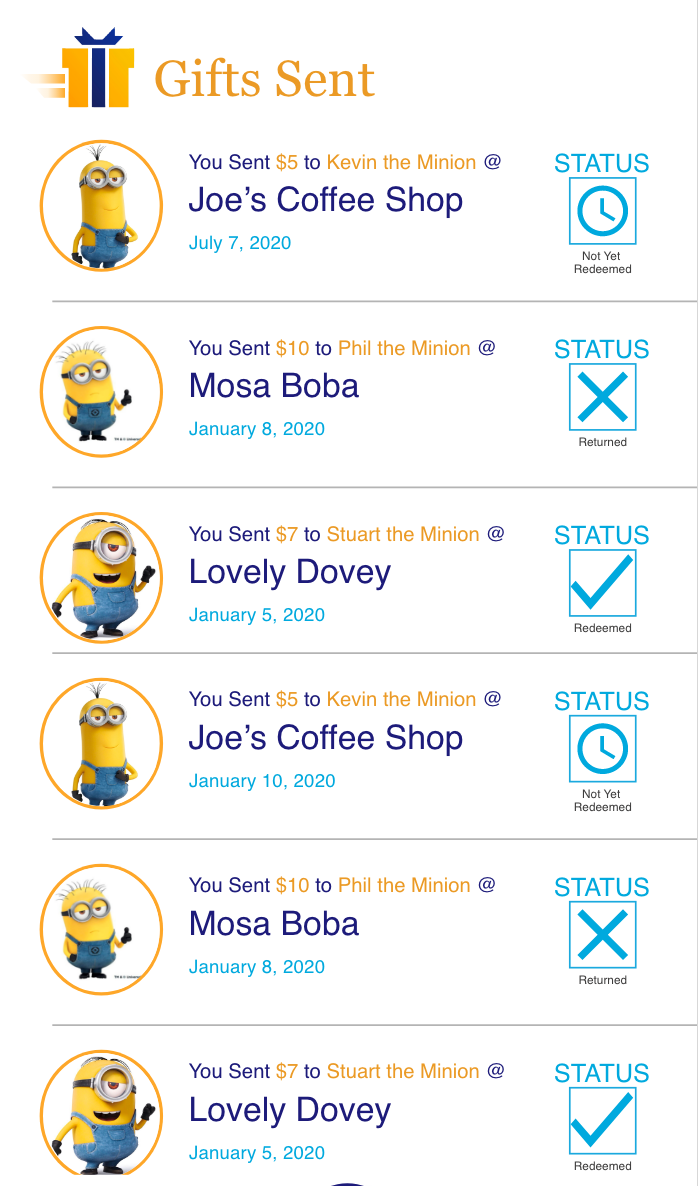 Gifts Sent
You Sent $5 to Kevin the Minion @
Joe's Coffee Shop
July 7, 2020
STATUS
Not Yet
Redeemed
You Sent $10 to Phil the Minion @
Mosa Boba
January 8, 2020
STATUS
Returned
You Sent $7 to Stuart the Minion @
Lovely Dovey
January 5, 2020
STATUS
Redeemed
You Sent $5 to Kevin the Minion @
Joe's Coffee Shop
January 10, 2020
STATUS
Not Yet
Redeemed
You Sent $10 to Phil the Minion @
Mosa Boba
January 8, 2020
STATUS
Returned
You Sent $7 to Stuart the Minion @
Lovely Dovey
January 5, 2020
STATUS
Redeemed